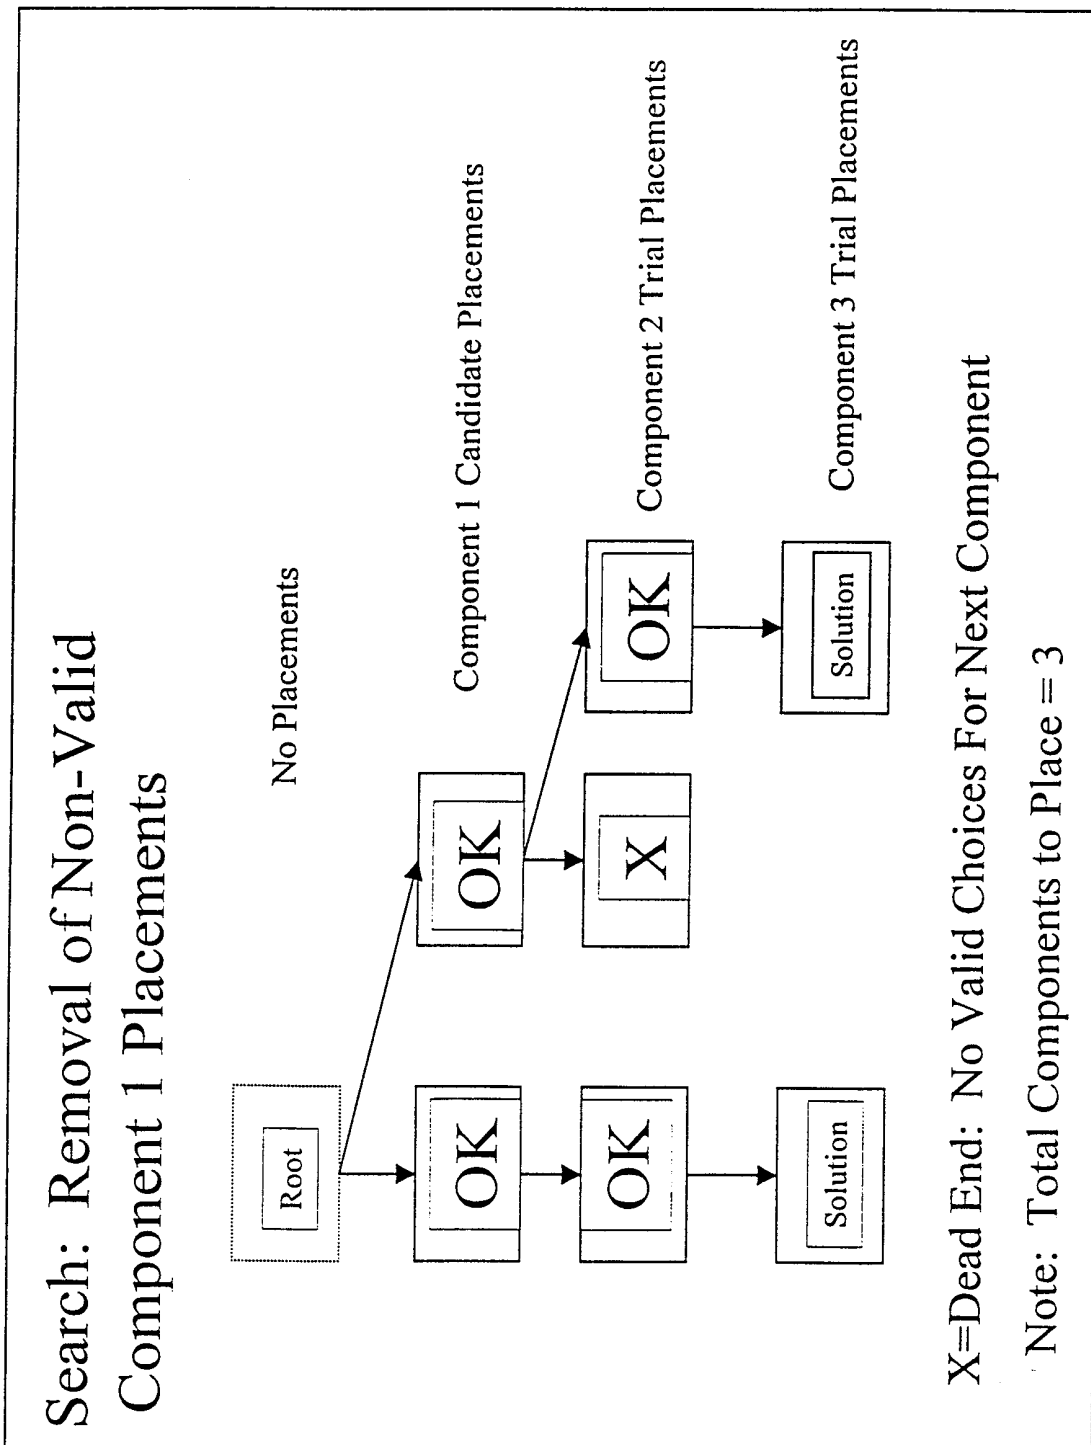 Search: Removal of Non-Valid
Component 1 Placements
Root
No Placements
OK
OK
Component 1 Candidate Placements
OK
X
OK
Component 2 Trial Placements
Solution
Solution
Component 3 Trial Placements
X=Dead End: No Valid Choices For Next Component
Note: Total Components to Place = 3